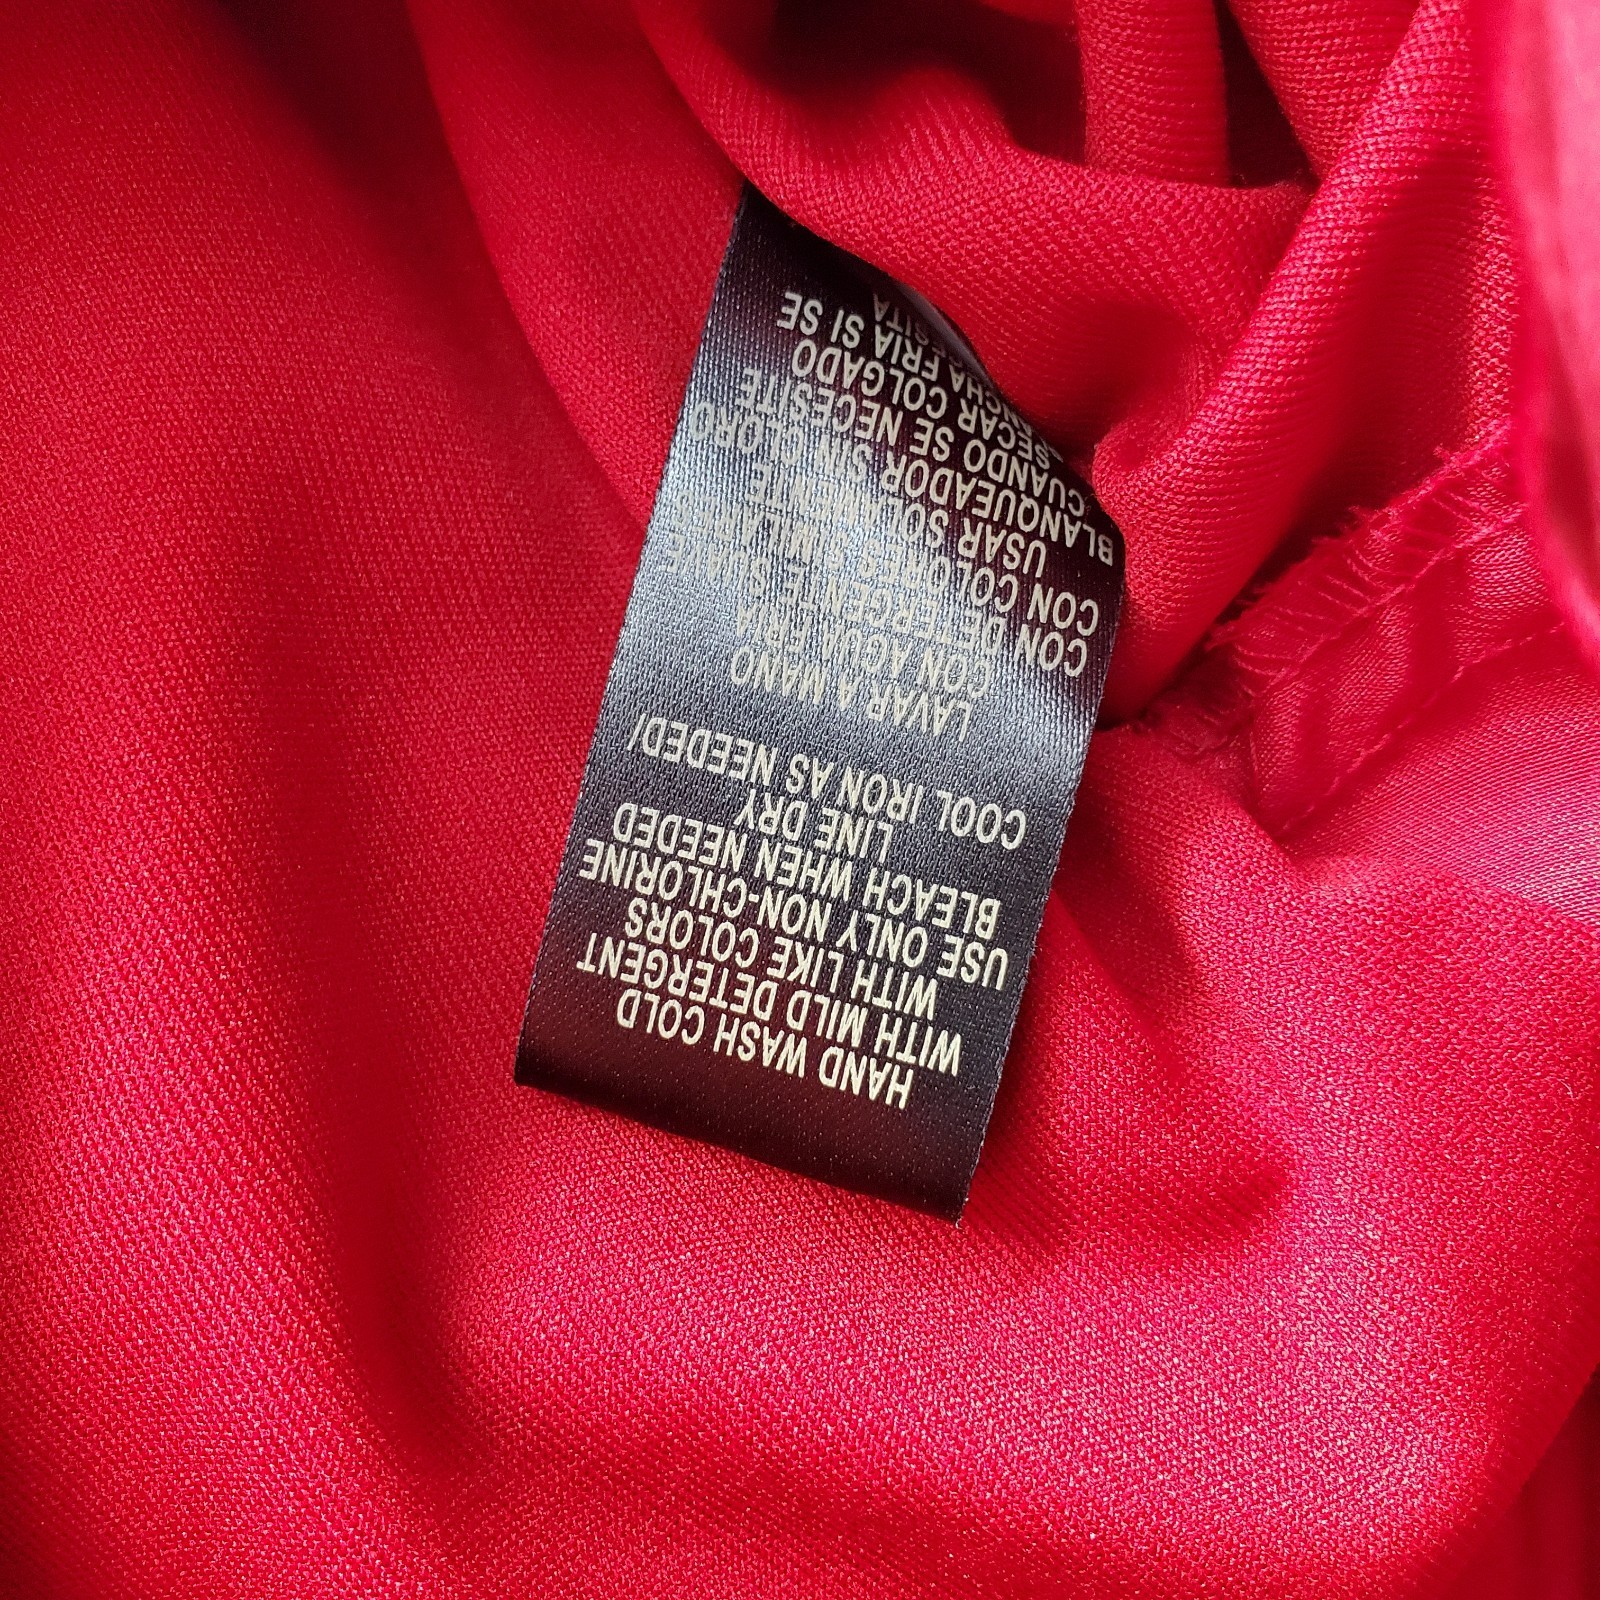 HAND WASH COLD
WITH MILD DETERGENT
WITH LIKE COLORS
USE ONLY NON-CHLORINE
BLEACH WHEN NEEDED
LINE DRY
COOL IRON AS NEEDED/
LAVAR A MANO
CON AGUA FRIA
CON DETERGENTE SUAVE
CON COLORES SIMILARES
USAR SOLAMENTE
BLANQUEADOR SIN CLORO
CUANDO SE NECESITE
SECAR COLGADO
FRIA SI SE